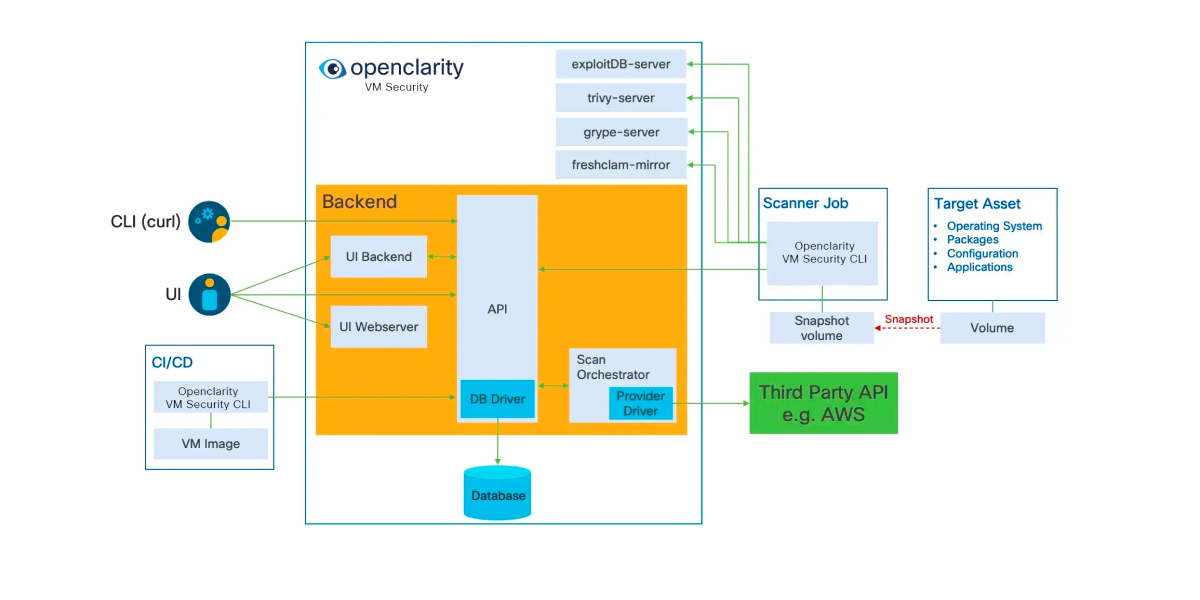 openclarity
VM Security
exploitDB-server
trivy-server
grype-server
freshclam-mirror
Backend
CLI (curl)
UI Backend
UI
UI Webserver
API
Scan
Orchestrator
Provider
Driver
DB Driver
Database
CI/CD
Openclarity
VM Security CLI
VM Image
Scanner Job
Openclarity
VM Security CLI
Snapshot
volume
Snapshot
Target Asset
• Operating System
• Packages
• Configuration
• Applications
Volume
Third Party API
e.g. AWS